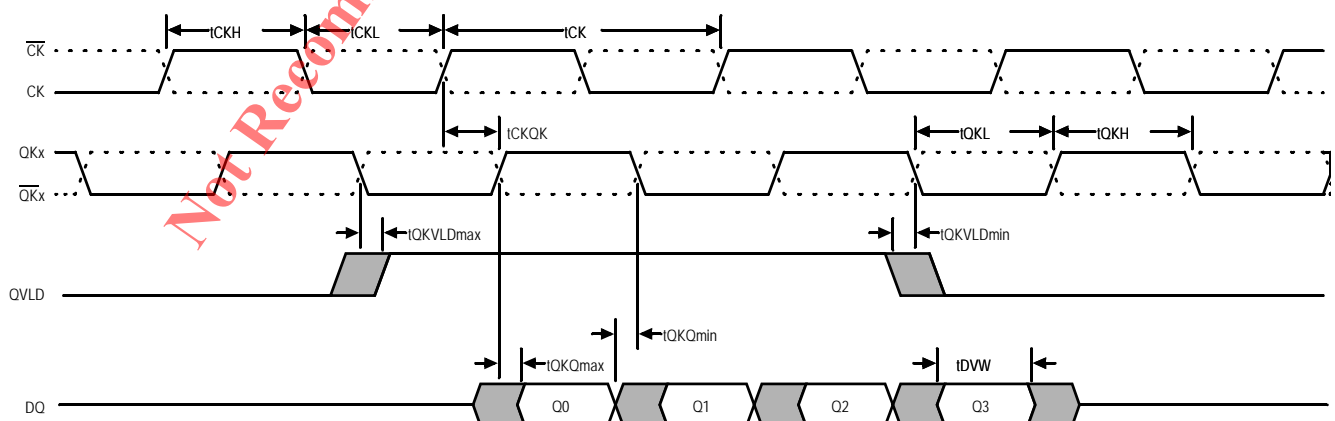 tCKH
tCKL
tCK
CK
CK
tCKQK
tQKL
tQKH
QKx
QKx
tQKVLDmax
tQKVLDmin
QVLD
tQKQmin
tQKQmax
tDVW
DQ
Q0
Q1
Q2
Q3
Not Recom